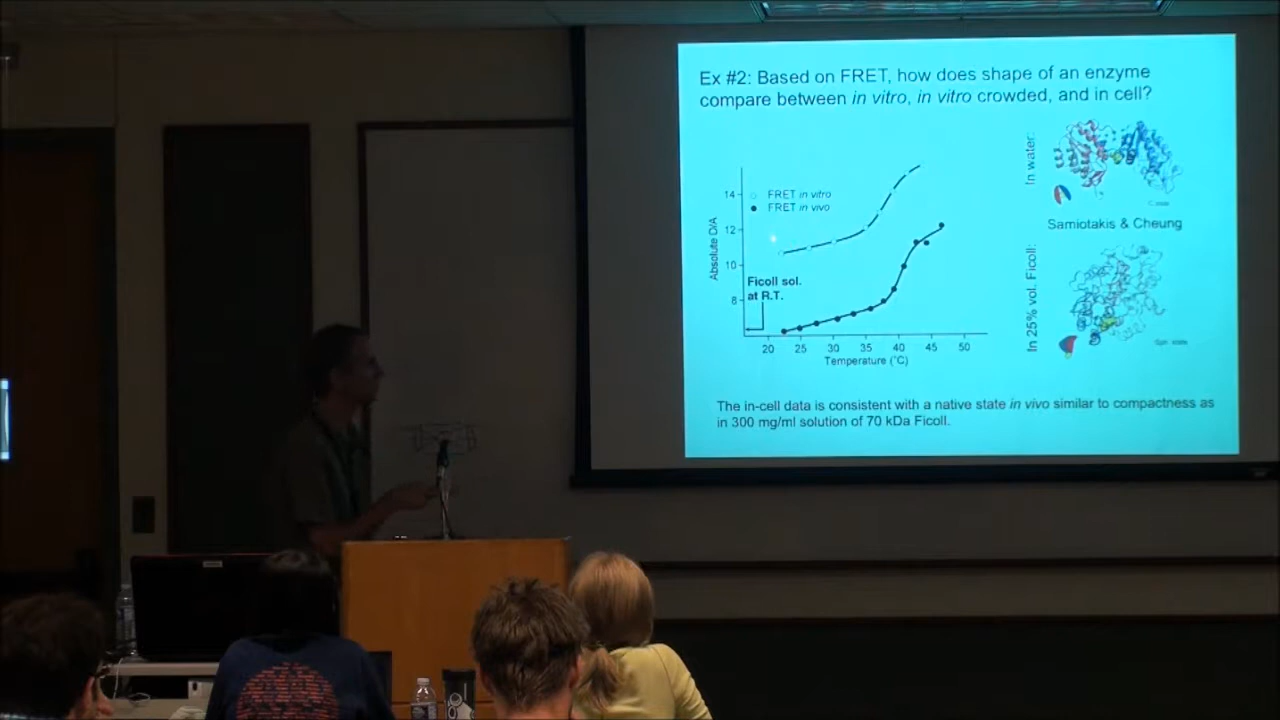 Ex #2: Based on FRET, how does shape of an enzyme
compare between in vitro, in vitro crowded, and in cell?
In water:
Samiotakis & Cheung
In 25% vol. Ficoll:
Absolute D/A
14
12
10
8
FRET in vitro
FRET in vivo
Ficoll sol.
at R.T.
20 25 30 35 40 45 50
Temperature (°C)
The in-cell data is consistent with a native state in vivo similar to compactness as
in 300 mg/ml solution of 70 kDa Ficoll.